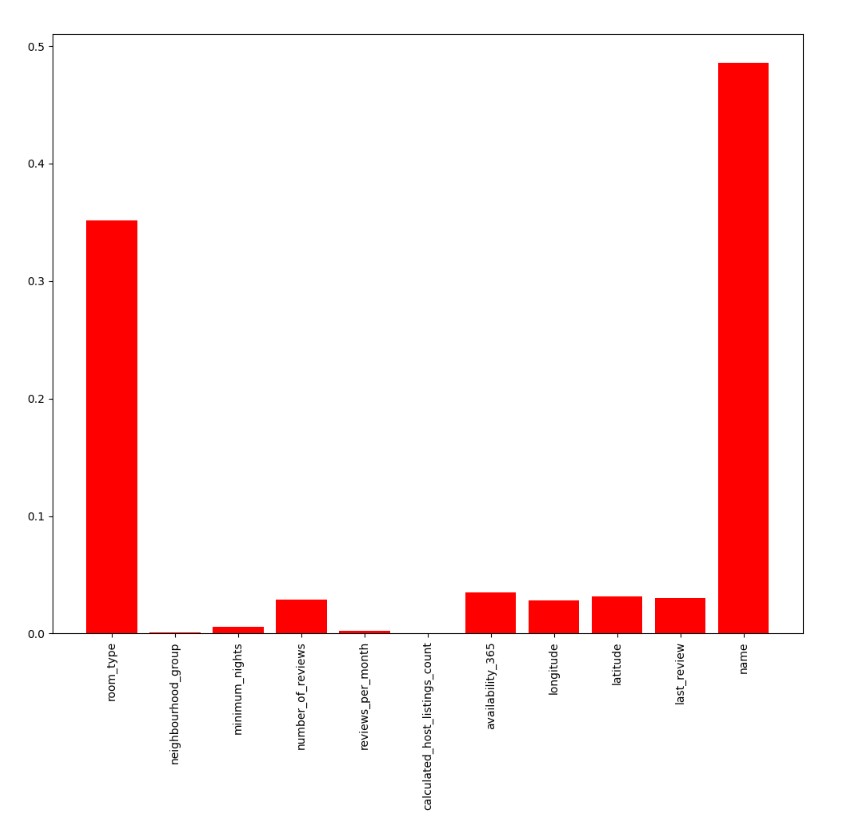 0.5
0.4
0.3
0.2
0.1
0.0
room_type
neighbourhood_group
minimum_nights
number_of_reviews
reviews_per_month
calculated_host_listings_count
availability_365
longitude
latitude
last_review
name